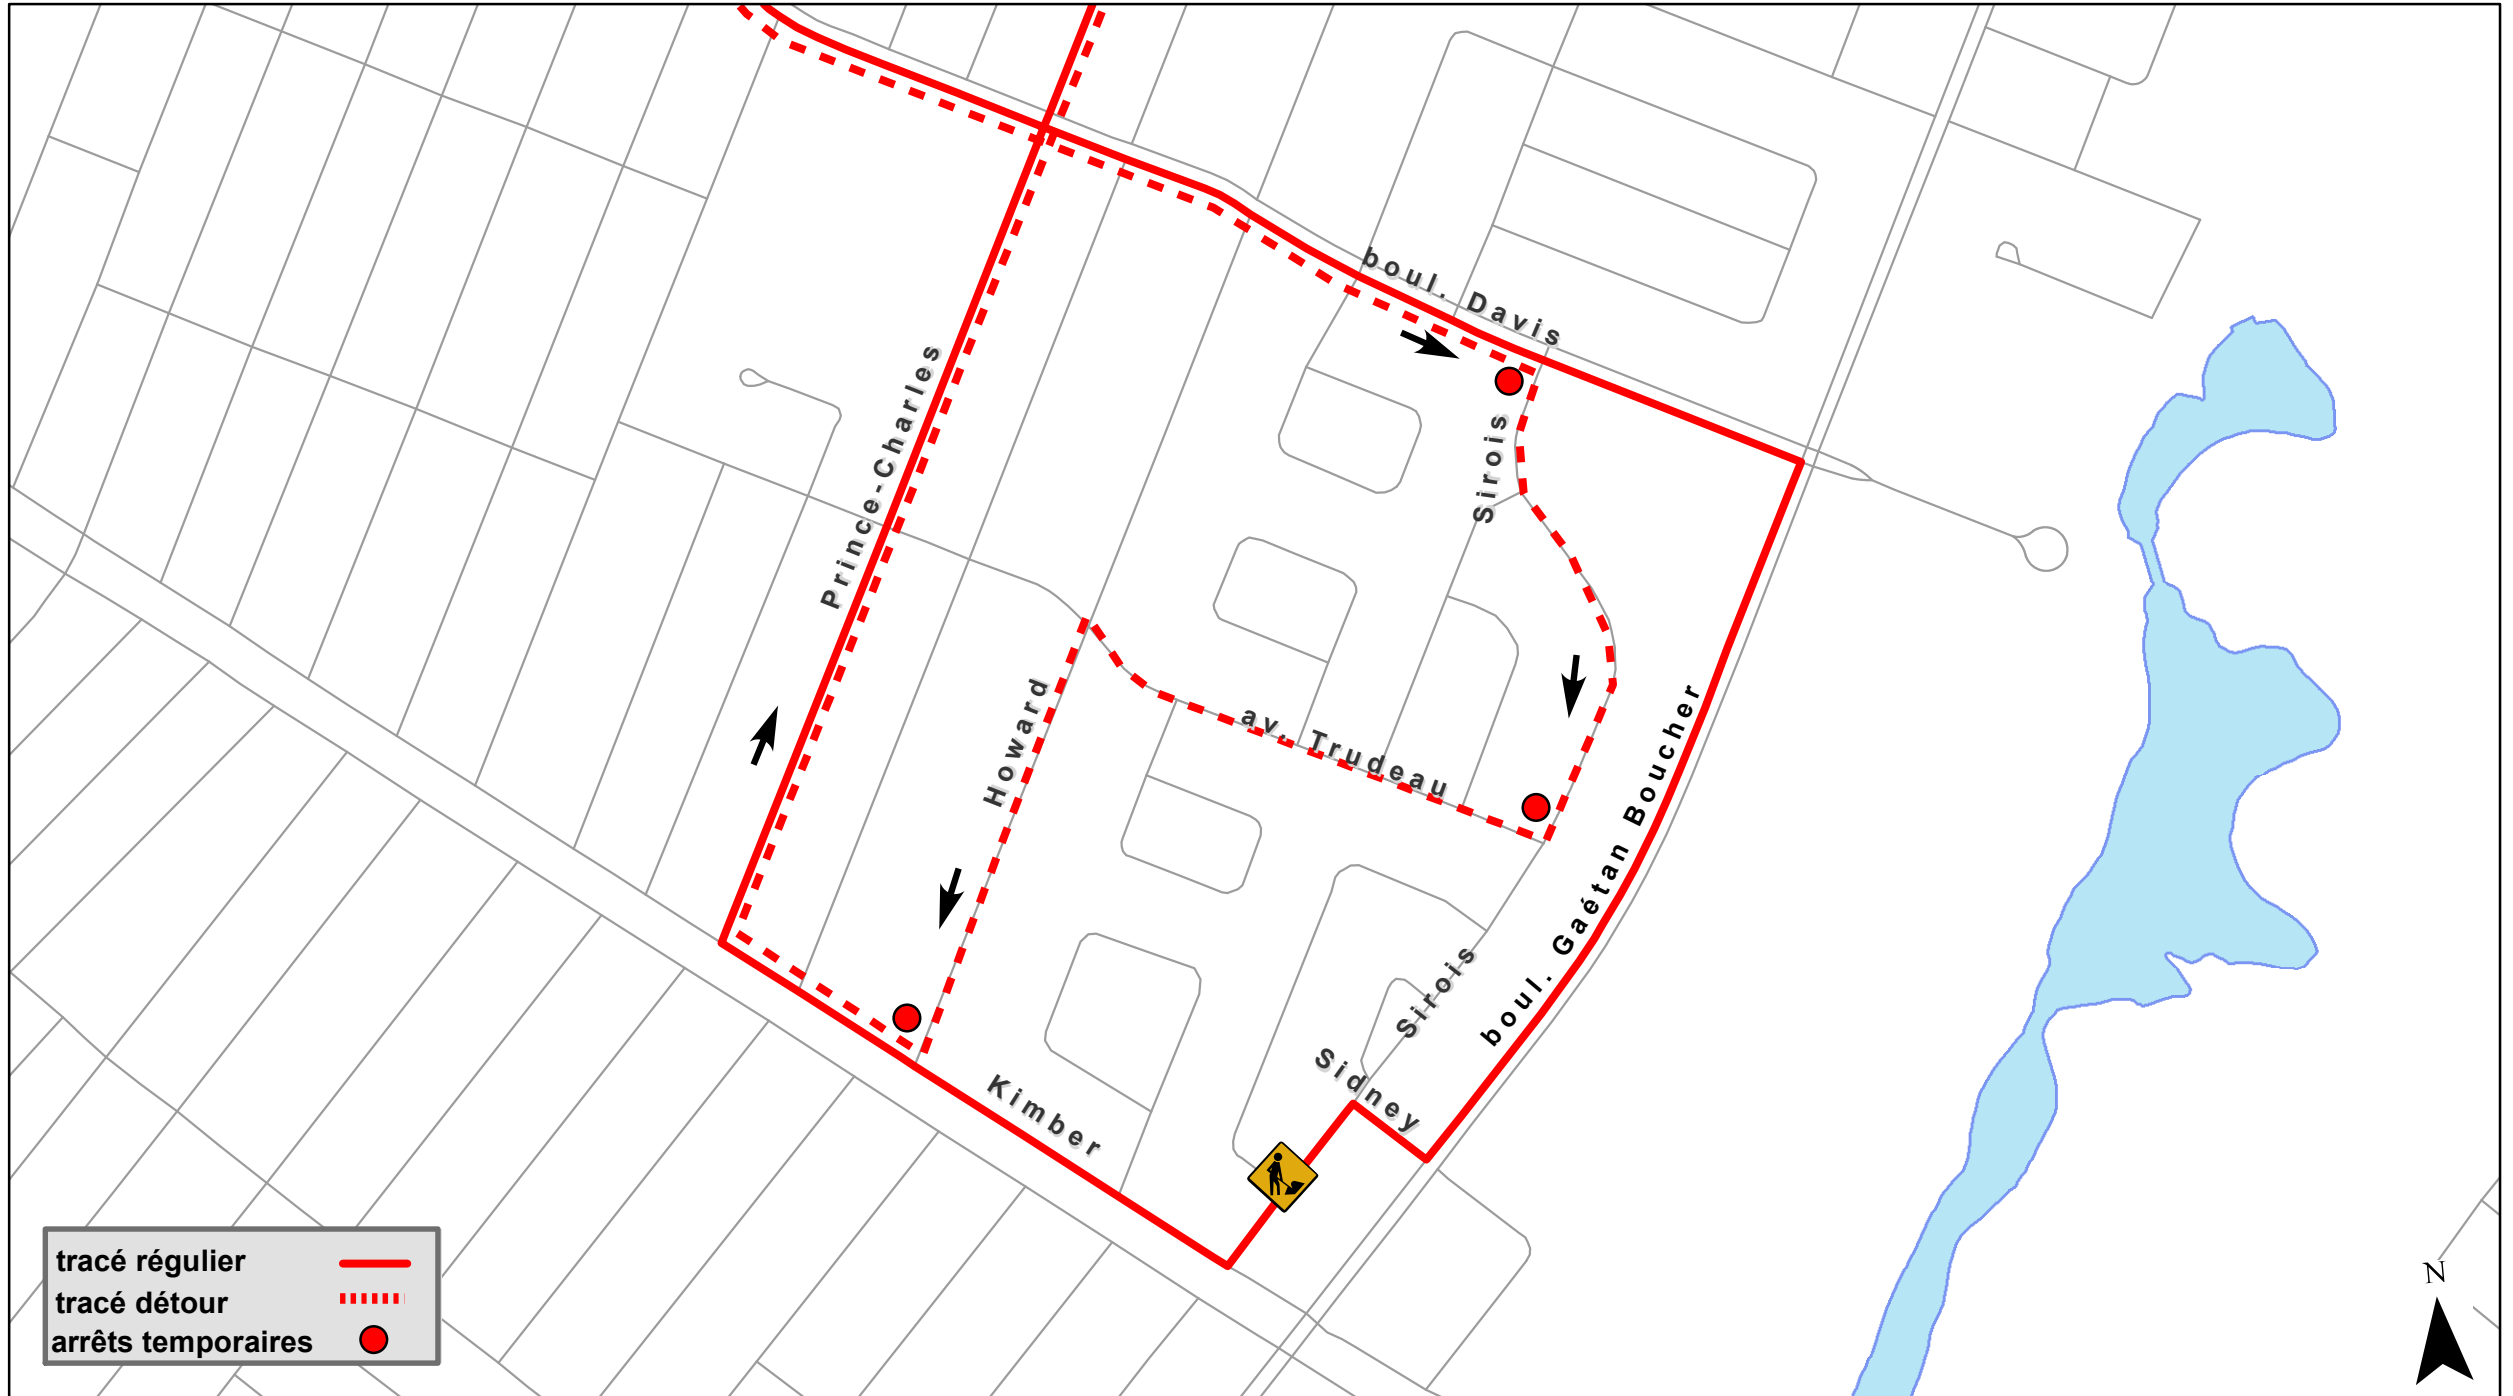 boul. Davis
Prince-Charles
Sirois
Howard
av. Trudeau
boul. Gaétan Boucher
Sirois
Sidney
Kimber
tracé régulier
tracé détour
arrêts temporaires
N